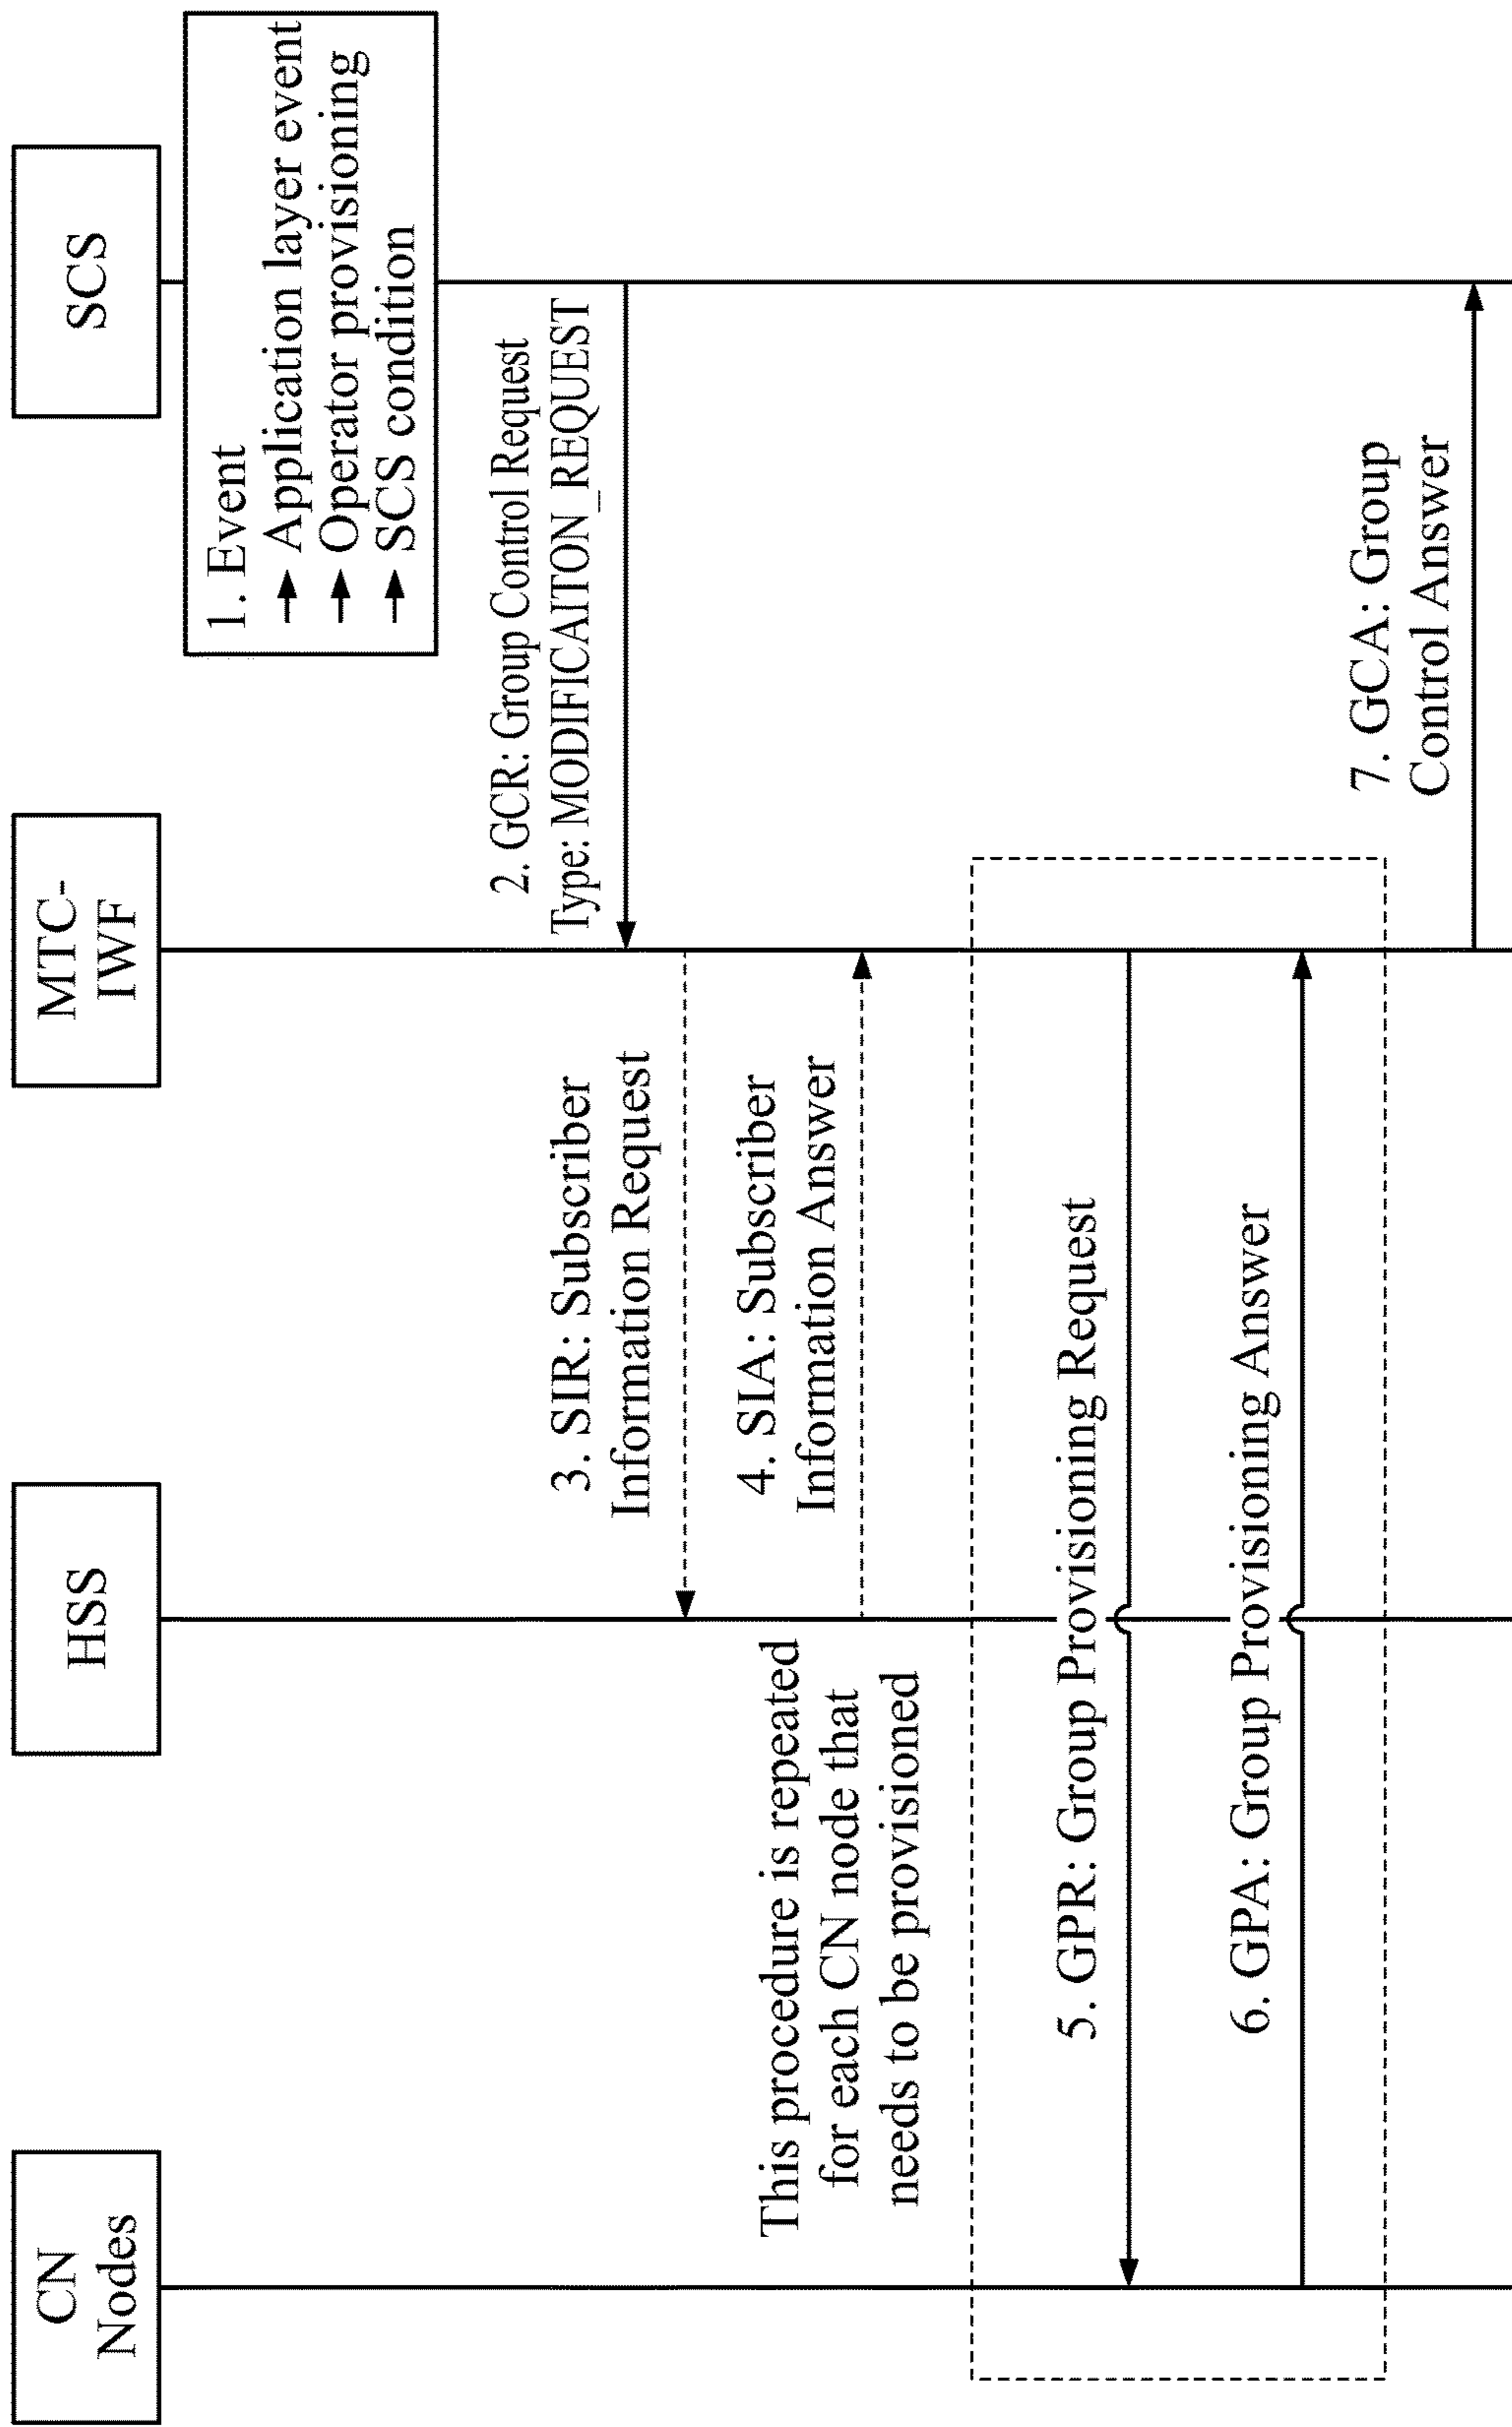 CN
Nodes
HSS
MTC-
IWF
SCS
1. Event
→ Application layer event
→ Operator provisioning
→ SCS condition
2. GCR: Group Control Request
Type: MODIFICAITON_REQUEST
3. SIR: Subscriber
Information Request
4. SIA: Subscriber
Information Answer
This procedure is repeated
for each CN node that
needs to be provisioned
5. GPR: Group Provisioning Request
6. GPA: Group Provisioning Answer
7. GCA: Group
Control Answer